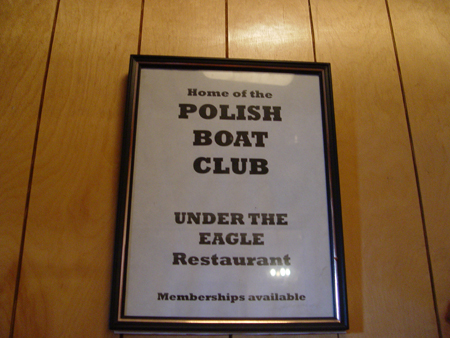 Home of the
POLISH
BOAT
CLUB
UNDER THE
EAGLE
Restaurant
Memberships available